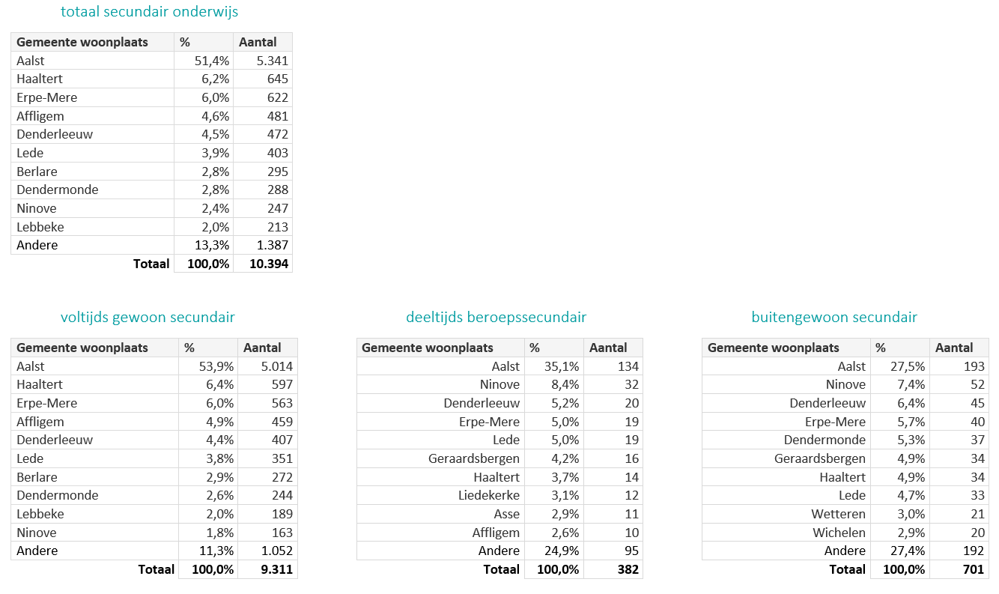 totaal secundair onderwijs
Gemeente woonplaats % Aantal
Aalst 51,4% 5.341
Haaltert 6,2% 645
Erpe-Mere 6,0% 622
Affligem 4,6% 481
Denderleeuw 4,5% 472
Lede 3,9% 403
Berlare 2,8% 295
Dendermonde 2,8% 288
Ninove 2,4% 247
Lebbeke 2,0% 213
Andere 13,3% 1.387
Totaal 100,0% 10.394
voltijds gewoon secundair
Gemeente woonplaats % Aantal
Aalst 53,9% 5.014
Haaltert 6,4% 597
Erpe-Mere 6,0% 563
Affligem 4,9% 459
Denderleeuw 4,4% 407
Lede 3,8% 351
Berlare 2,9% 272
Dendermonde 2,6% 244
Lebbeke 2,0% 189
Ninove 1,8% 163
Andere 11,3% 1.052
Totaal 100,0% 9.311
deeltijds beroepssecundair
Gemeente woonplaats % Aantal
Aalst 35,1% 134
Ninove 8,4% 32
Denderleeuw 5,2% 20
Erpe-Mere 5,0% 19
Lede 5,0% 19
Geraardsbergen 4,2% 16
Haaltert 3,7% 14
Liedekerke 3,1% 12
Asse 2,9% 11
Affligem 2,6% 10
Andere 24,9% 95
Totaal 100,0% 382
buitengewoon secundair
Gemeente woonplaats % Aantal
Aalst 27,5% 193
Ninove 7,4% 52
Denderleeuw 6,4% 45
Erpe-Mere 5,7% 40
Dendermonde 5,3% 37
Geraardsbergen 4,9% 34
Haaltert 4,9% 34
Lede 4,7% 33
Wetteren 3,0% 21
Wichelen 2,9% 20
Andere 27,4% 192
Totaal 100,0% 701